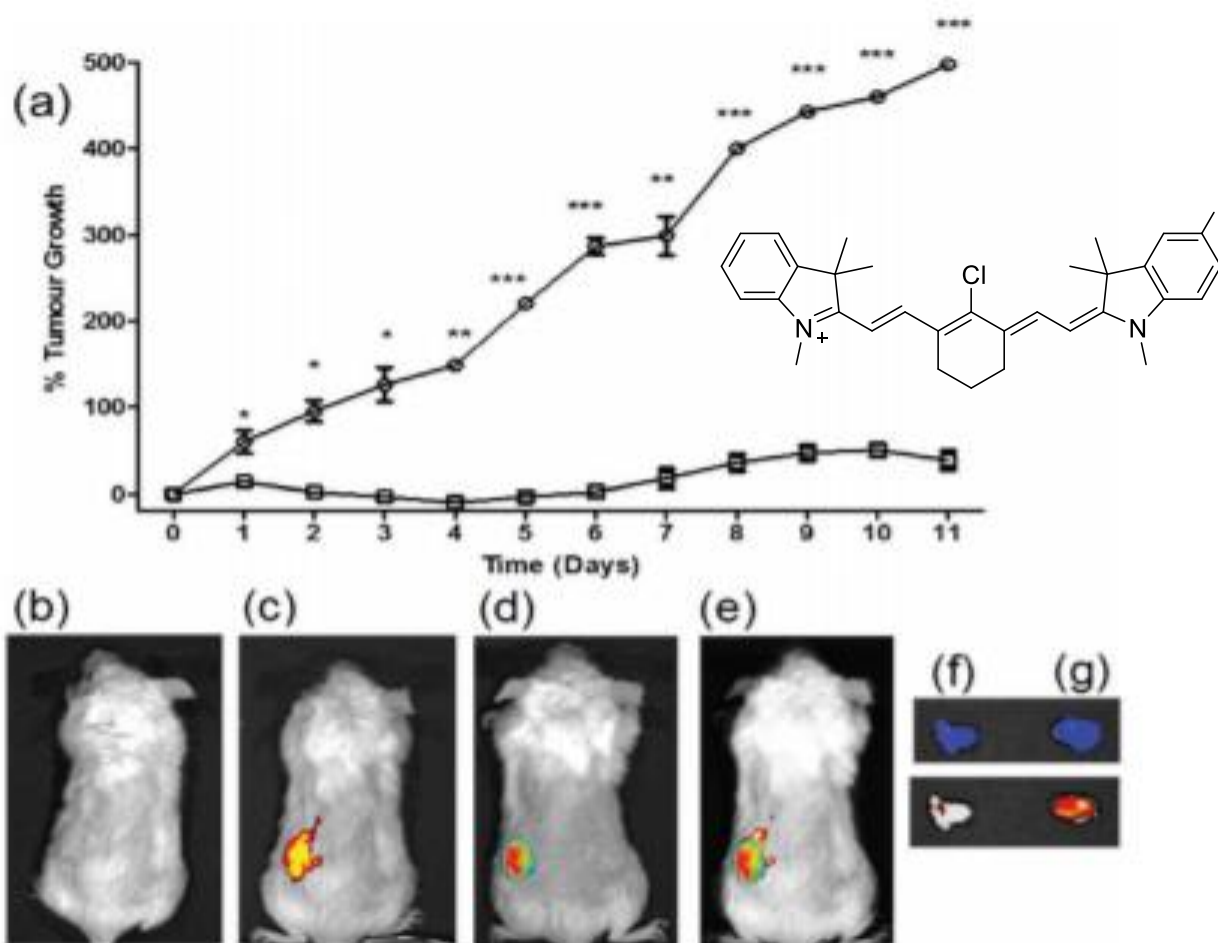 ***
***
***
***
500
(a)
400
***
**
***
300
***
Cl
% Tumour Growth
200
*
**
*
N
+
N
100
*
0
0 1 2 3 4 5 6 7 8 9 10 11
Time (Days)
(b) (c) (d) (e)
(f) (g)